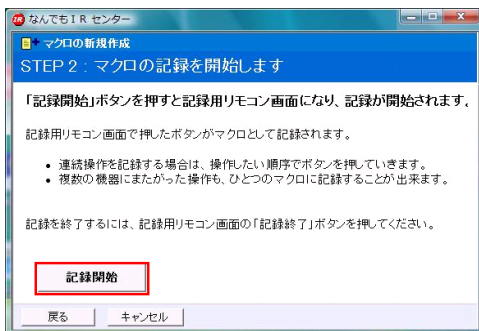 なんでもIR センター
マクロの新規作成
STEP 2 : マクロの記録を開始します
「記録開始」ボタンを押すと記録用リモコン画面になり、記録が開始されます。
記録用リモコン画面で押したボタンがマクロとして記録されます。
• 連続操作を記録する場合は、操作したい順序でボタンを押していきます。
• 複数の機器にまたがった操作も、ひとつのマクロに記録することが出来ます。
記録を終了するには、記録用リモコン画面の「記録終了」ボタンを押してください。
記録開始
戻る キャンセル